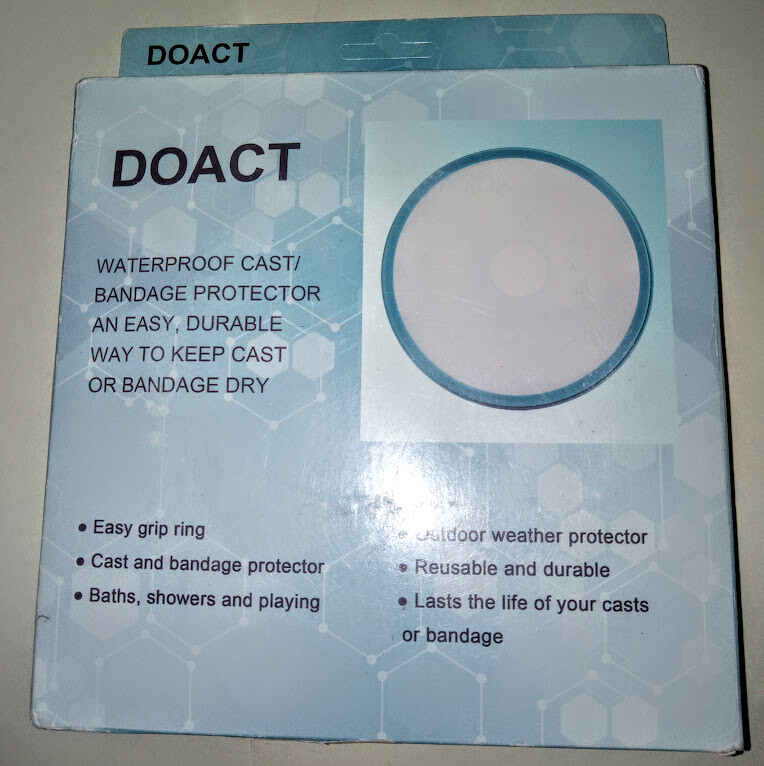 DOACT
DOACT
WATERPROOF CAST/
BANDAGE PROTECTOR
AN EASY, DURABLE
WAY TO KEEP CAST
OR BANDAGE DRY
• Easy grip ring
• Cast and bandage protector
• Baths, showers and playing
• Outdoor weather protector
• Reusable and durable
• Lasts the life of your casts
or bandage